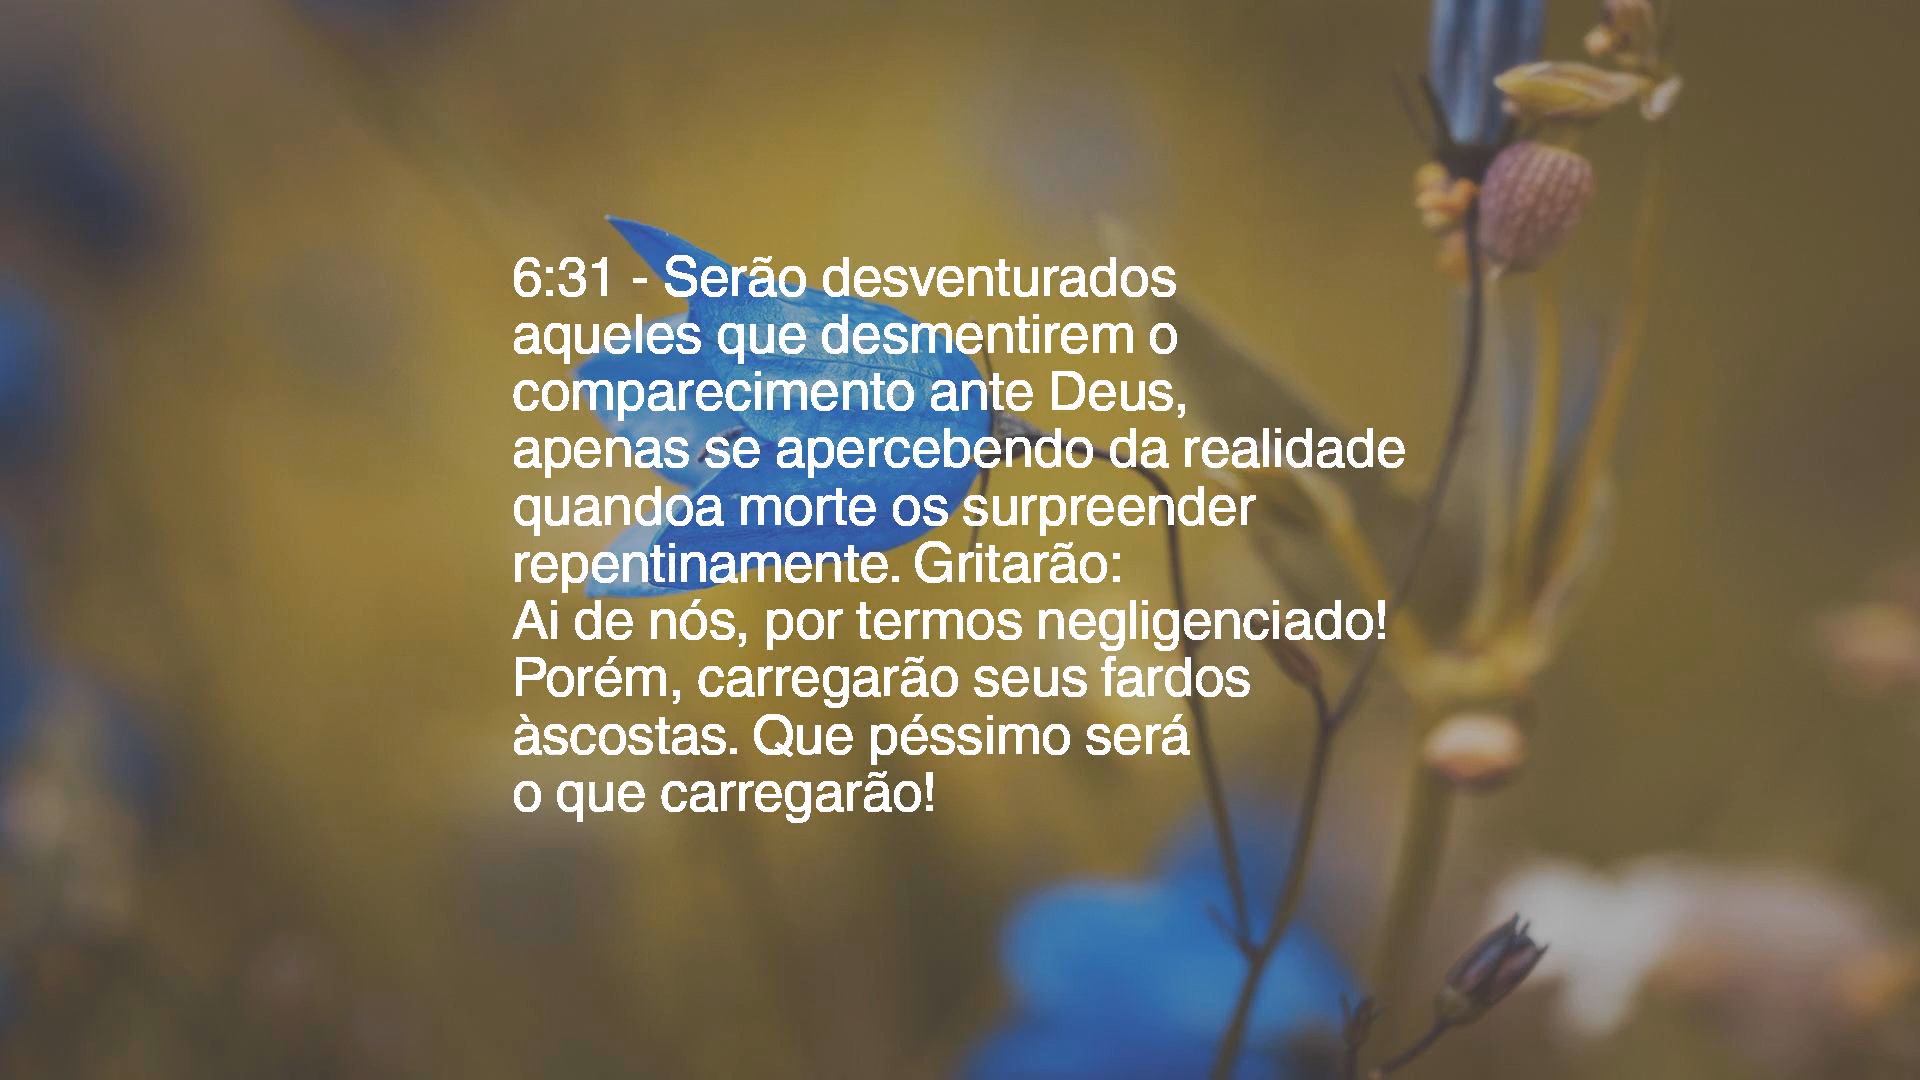 6:31 - Serão desventurados
aqueles que desmentirem o
comparecimento ante Deus,
apenas se apercebendo da realidade
quandoa morte os surpreender
repentinamente. Gritarão:
Ai de nós, por termos negligenciado!
Porém, carregarão seus fardos
àscostas. Que péssimo será
o que carregarão!